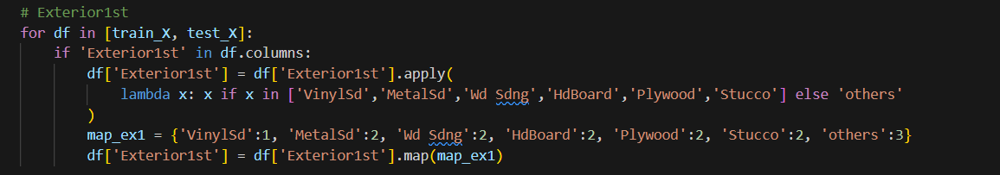 # Exterior1st
for df in [train_X, test_X]:
    if 'Exterior1st' in df.columns:
        df['Exterior1st'] = df['Exterior1st'].apply(
            lambda x: x if x in ['VinylSd','MetalSd','Wd Sdng','HdBoard','Plywood','Stucco'] else 'others'
        )
        map_ex1 = {'VinylSd':1, 'MetalSd':2, 'Wd Sdng':2, 'HdBoard':2, 'Plywood':2, 'Stucco':2, 'others':3}
        df['Exterior1st'] = df['Exterior1st'].map(map_ex1)